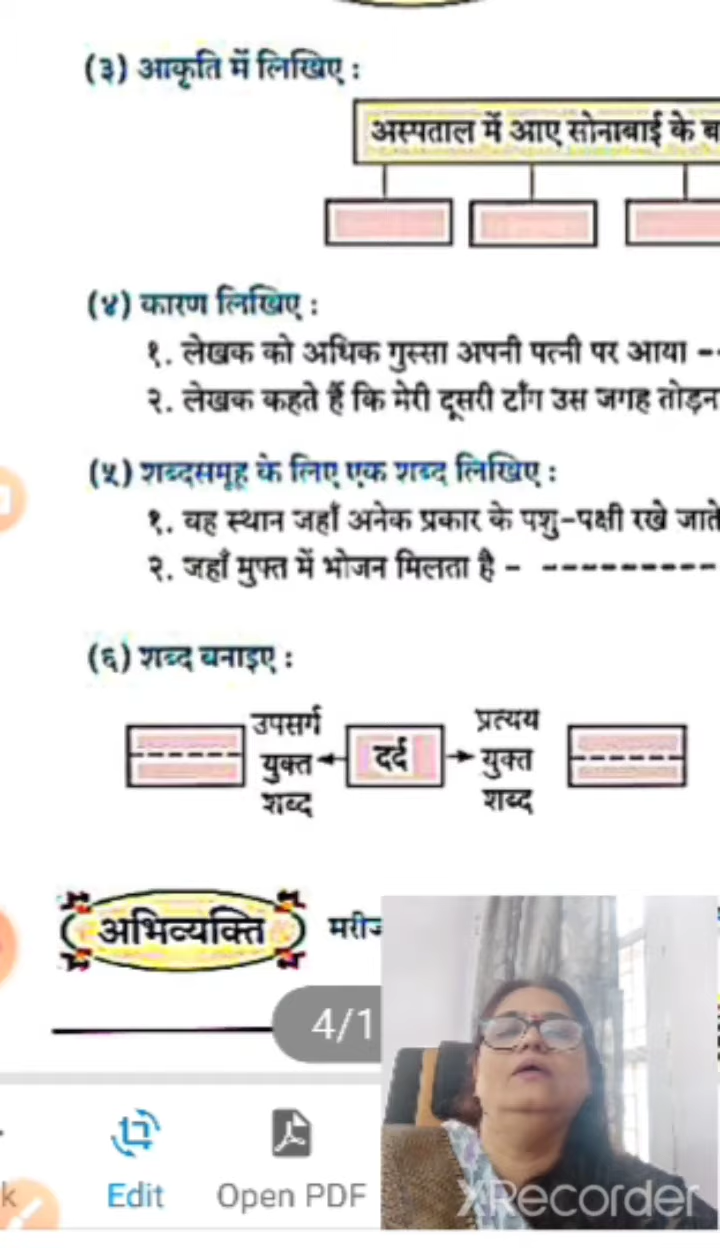 (३) आकृति में लिखिए :
अस्पताल में आए सोनाबाई के
(४) कारण लिखिए :
१. लेखक को अधिक गुस्सा अपनी पत्नी पर आया --
२. लेखक कहते हैं कि मेरी दूसरी टाँग उस जगह
(५) शब्दसमूह के लिए एक शब्द लिखिए :
१. वह स्थान जहाँ अनेक प्रकार के पशु-पक्षी रखे जाते
२. जहाँ मुफ्त में भोजन मिलता है - ----------
(६) शब्द बनाइए :
उपसर्ग युक्त शब्द
दर्द
प्रत्यय युक्त शब्द
अभिव्यक्ति
4/1
k
Edit
Open PDF
XRecorder